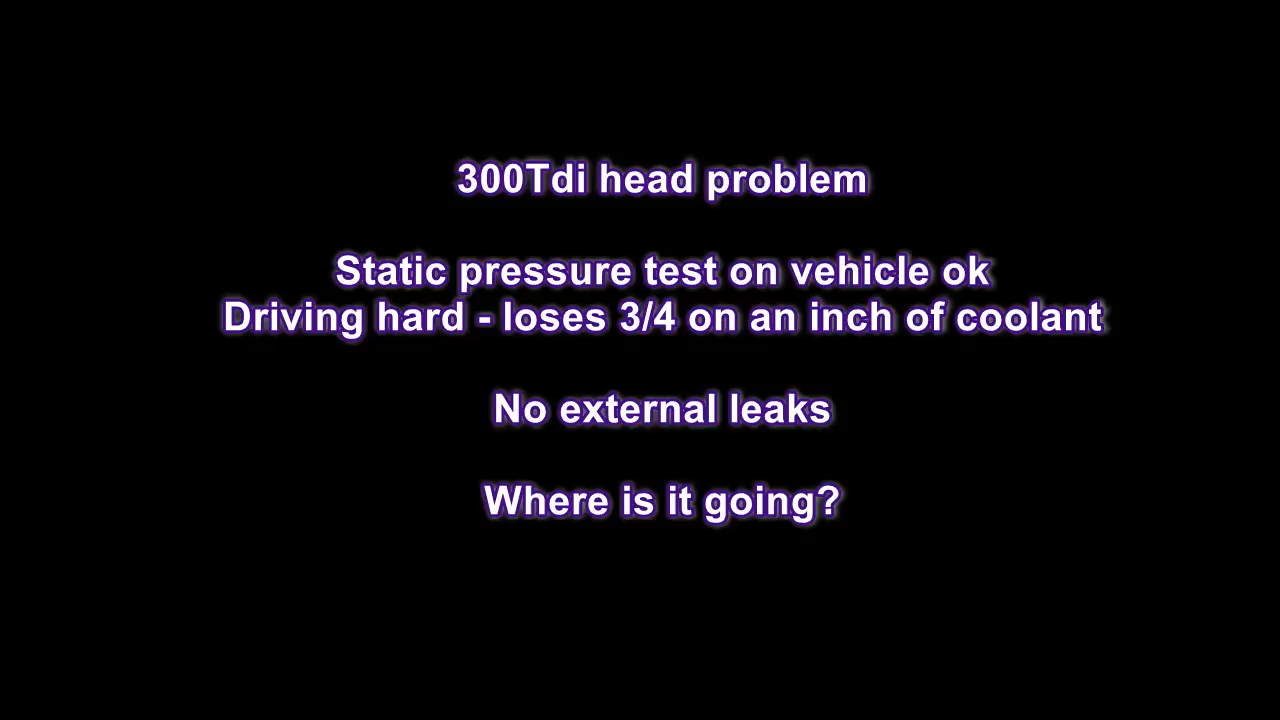 300Tdi head problem
Static pressure test on vehicle ok
Driving hard - loses 3/4 on an inch of coolant
No external leaks
Where is it going?